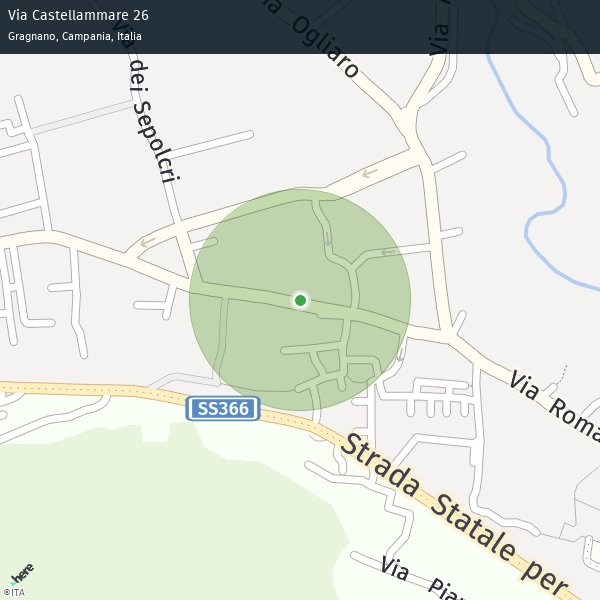 Via Castellammare 26
Gragnano, Campania, Italia
Ogliaro
Via
Via dei Sepolcri
SS366
Via Roma
Strada Statale per
Via
here
©ITA